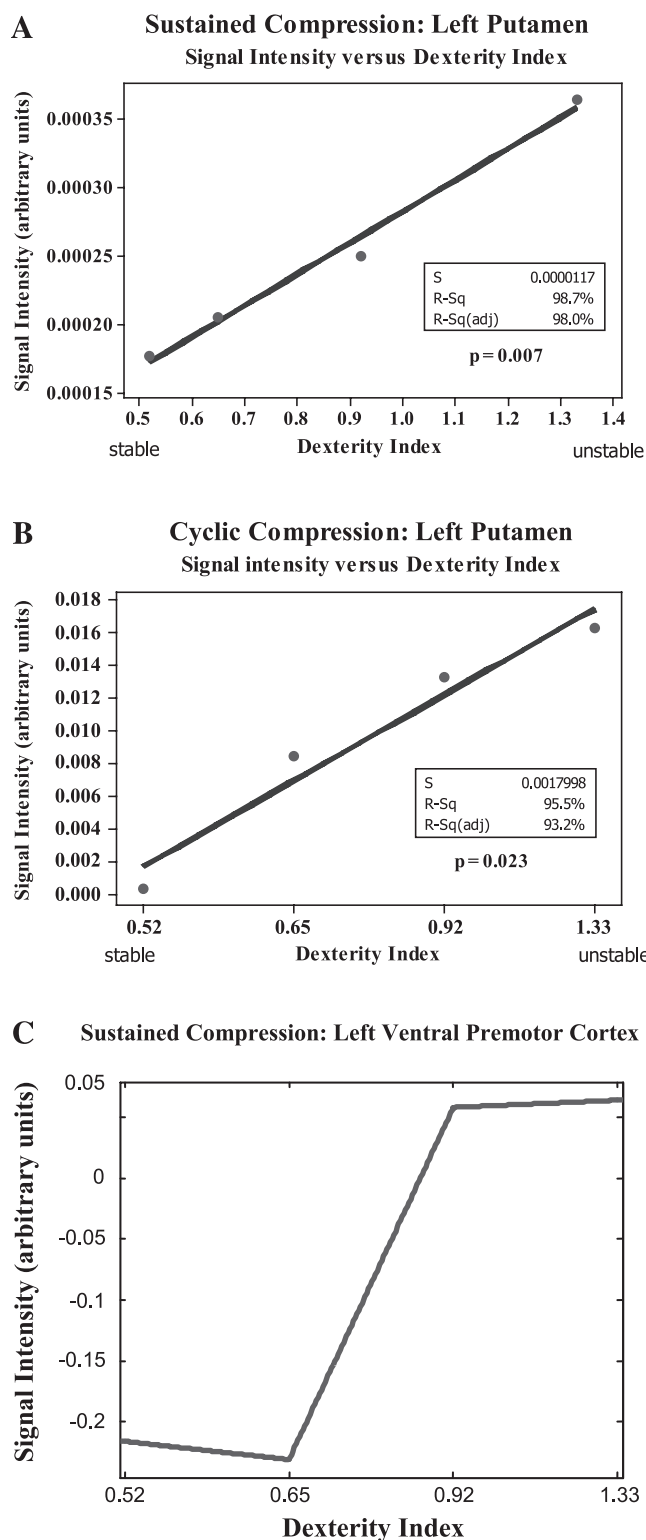 A
Sustained Compression: Left Putamen
Signal Intensity versus Dexterity Index
Signal Intensity (arbitrary units)
0.00035
0.00030
0.00025
0.00020
0.00015
S 0.0000117
R-Sq 98.7%
R-Sq(adj) 98.0%
p=0.007
0.5 0.6 0.7 0.8 0.9 1.0 1.1 1.2 1.3 1.4
stable Dexterity Index unstable
B
Cyclic Compression: Left Putamen
Signal intensity versus Dexterity Index
Signal Intensity (arbitrary units)
0.018
0.016
0.014
0.012
0.010
0.008
0.006
0.004
0.002
0.000
S 0.0017998
R-Sq 95.5%
R-Sq(adj) 93.2%
p=0.023
0.52 0.65 0.92 1.33
stable Dexterity Index unstable
C
Sustained Compression: Left Ventral Premotor Cortex
Signal Intensity (arbitrary units)
0.05
0
-0.05
-0.1
-0.15
-0.2
0.52 0.65 0.92 1.33
Dexterity Index